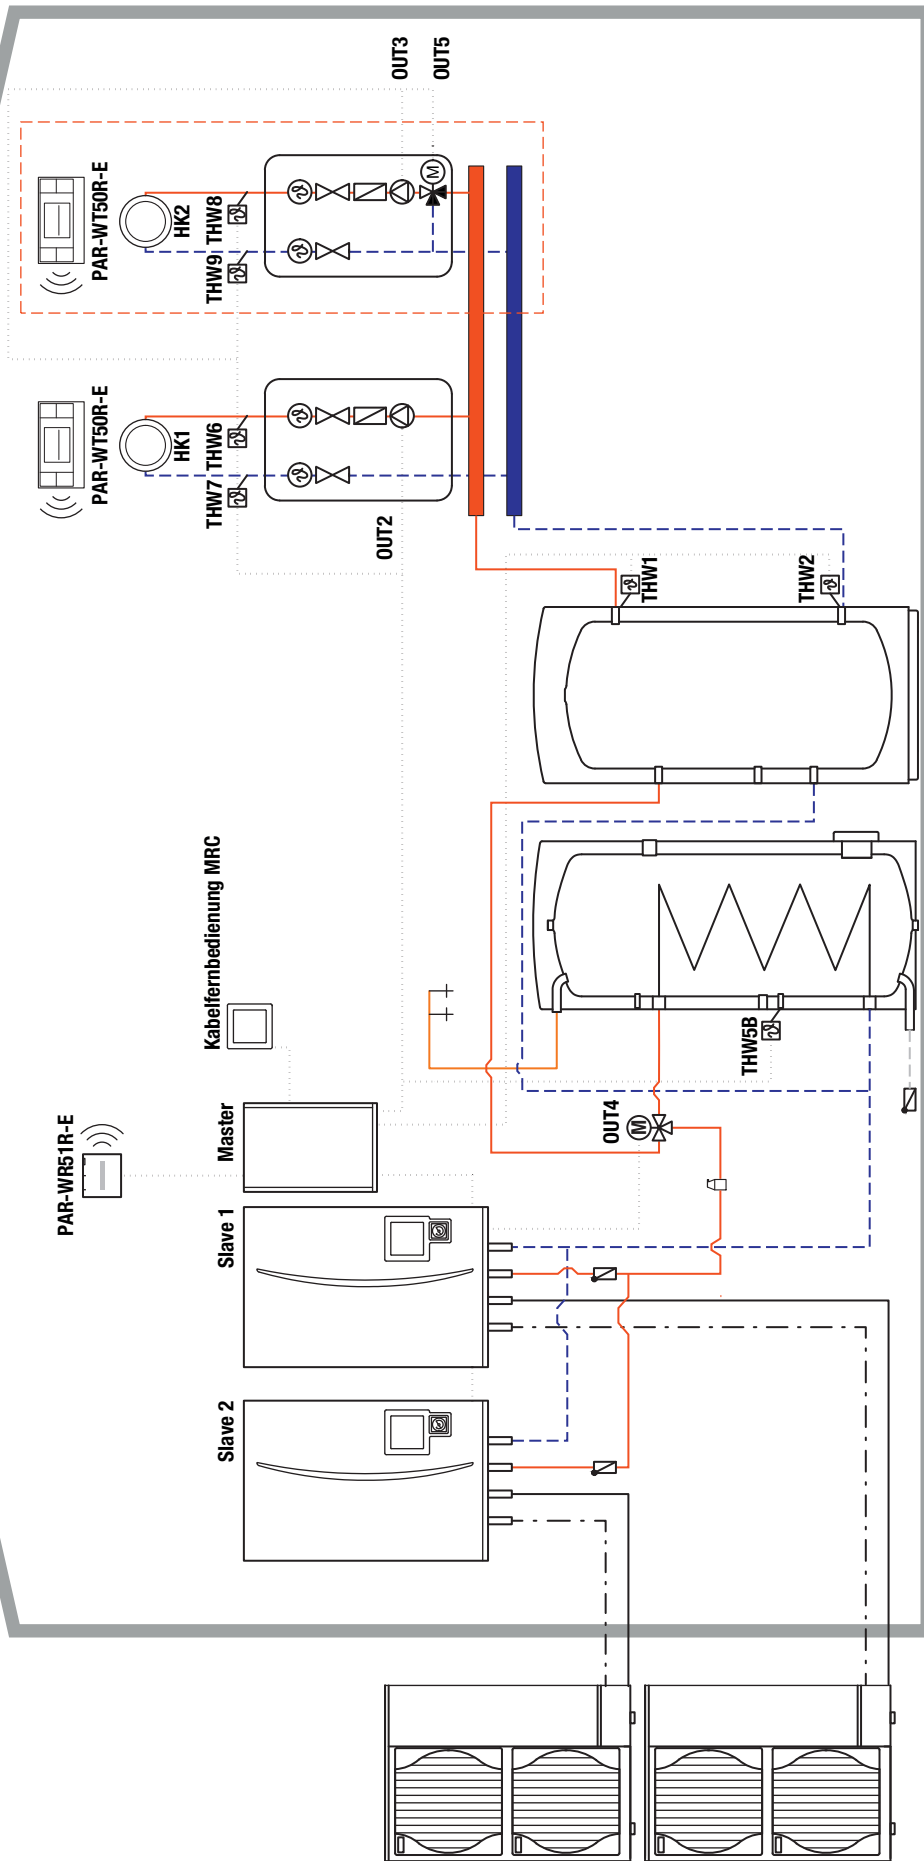 PAR-WR51R-E
Kabelfernbedienung MRC
PAR-WT50R-E
PAR-WT50R-E
HK1
HK2
THW7
THW6
THW9
THW8
Slave 2
Slave 1
Master
OUT2
OUT3
OUT5
OUT4
THW5B
THW1
THW2
M
M